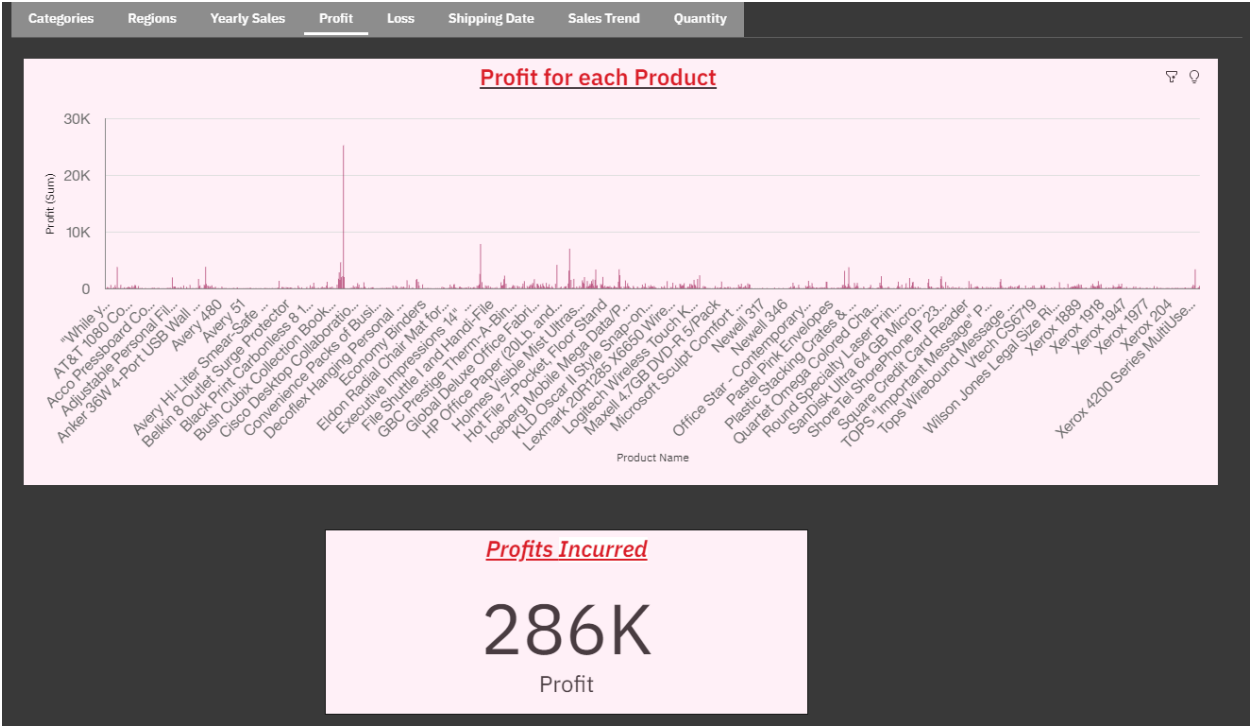 Categories Regions Yearly Sales Profit Loss Shipping Date Sales Trend Quantity
Profit for each Product
30K
20K
10K
0
Profit (Sum)
"While y...
AT&T 1080 Co...
Acco Pressboard Co...
Adjustable Personal Fil...
Anker 36W 4-Port USB Wall ...
Avery 480
Avery 51
Avery Hi-Liter Smear-Safe ...
Belkin 8 Outlet Surge Protector
Black Print Carbonless 8 1...
Bush Cubix Collection Book...
Cisco Desktop Collaboratio...
Convenience Packs of Busi...
Decoflex Hanging Personal ...
Economy Binders
Eldon Radial Chair Mat for...
Executive Impressions 14" ...
File Shuttle I and Handi-File
GBC Prestige Therm-A-Bin...
Global Deluxe Office Fabri...
HP Office Paper (20Lb. and...
Holmes Visible Mist Ultras...
Hot File 7-Pocket, Floor Stand
Iceberg Mobile Mega Data/P...
KLD Oscar II Style Snap-on...
Lexmark 20R1285 X6650 Wire...
Logitech Wireless Touch K...
Maxell 4.7GB DVD-R 5/Pack
Microsoft Sculpt Comfort ...
Newell 317
Newell 346
Office Star - Contemporary...
Pastel Pink Envelopes
Plastic Stacking Crates & ...
Quartet Omega Colored Cha...
Round Specialty Laser Prin...
SanDisk Ultra 64 GB Micro...
ShoreTel ShorePhone IP 23...
Square Credit Card Reader
TOPS "Important Message" P...
Tops Wirebound Message ...
Vtech CS6719
Wilson Jones Legal Size Ri...
Xerox 1889
Xerox 1918
Xerox 1947
Xerox 1977
Xerox 204
Xerox 4200 Series MultiUse...
Product Name
Profits Incurred
286K
Profit